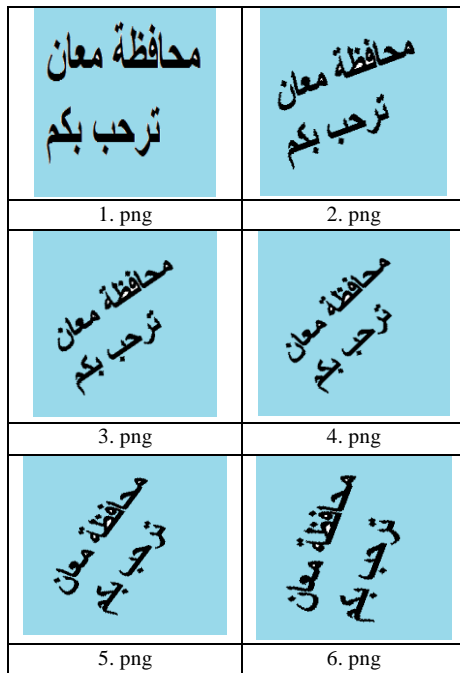 محافظة معان
ترحب بكم
محافظة معان
ترحب بكم
1. png
2. png
محافظة معان
ترحب بكم
محافظة معان
ترحب بكم
3. png
4. png
محافظة معان
ترحب بكم
محافظة معان
ترحب بكم
5. png
6. png